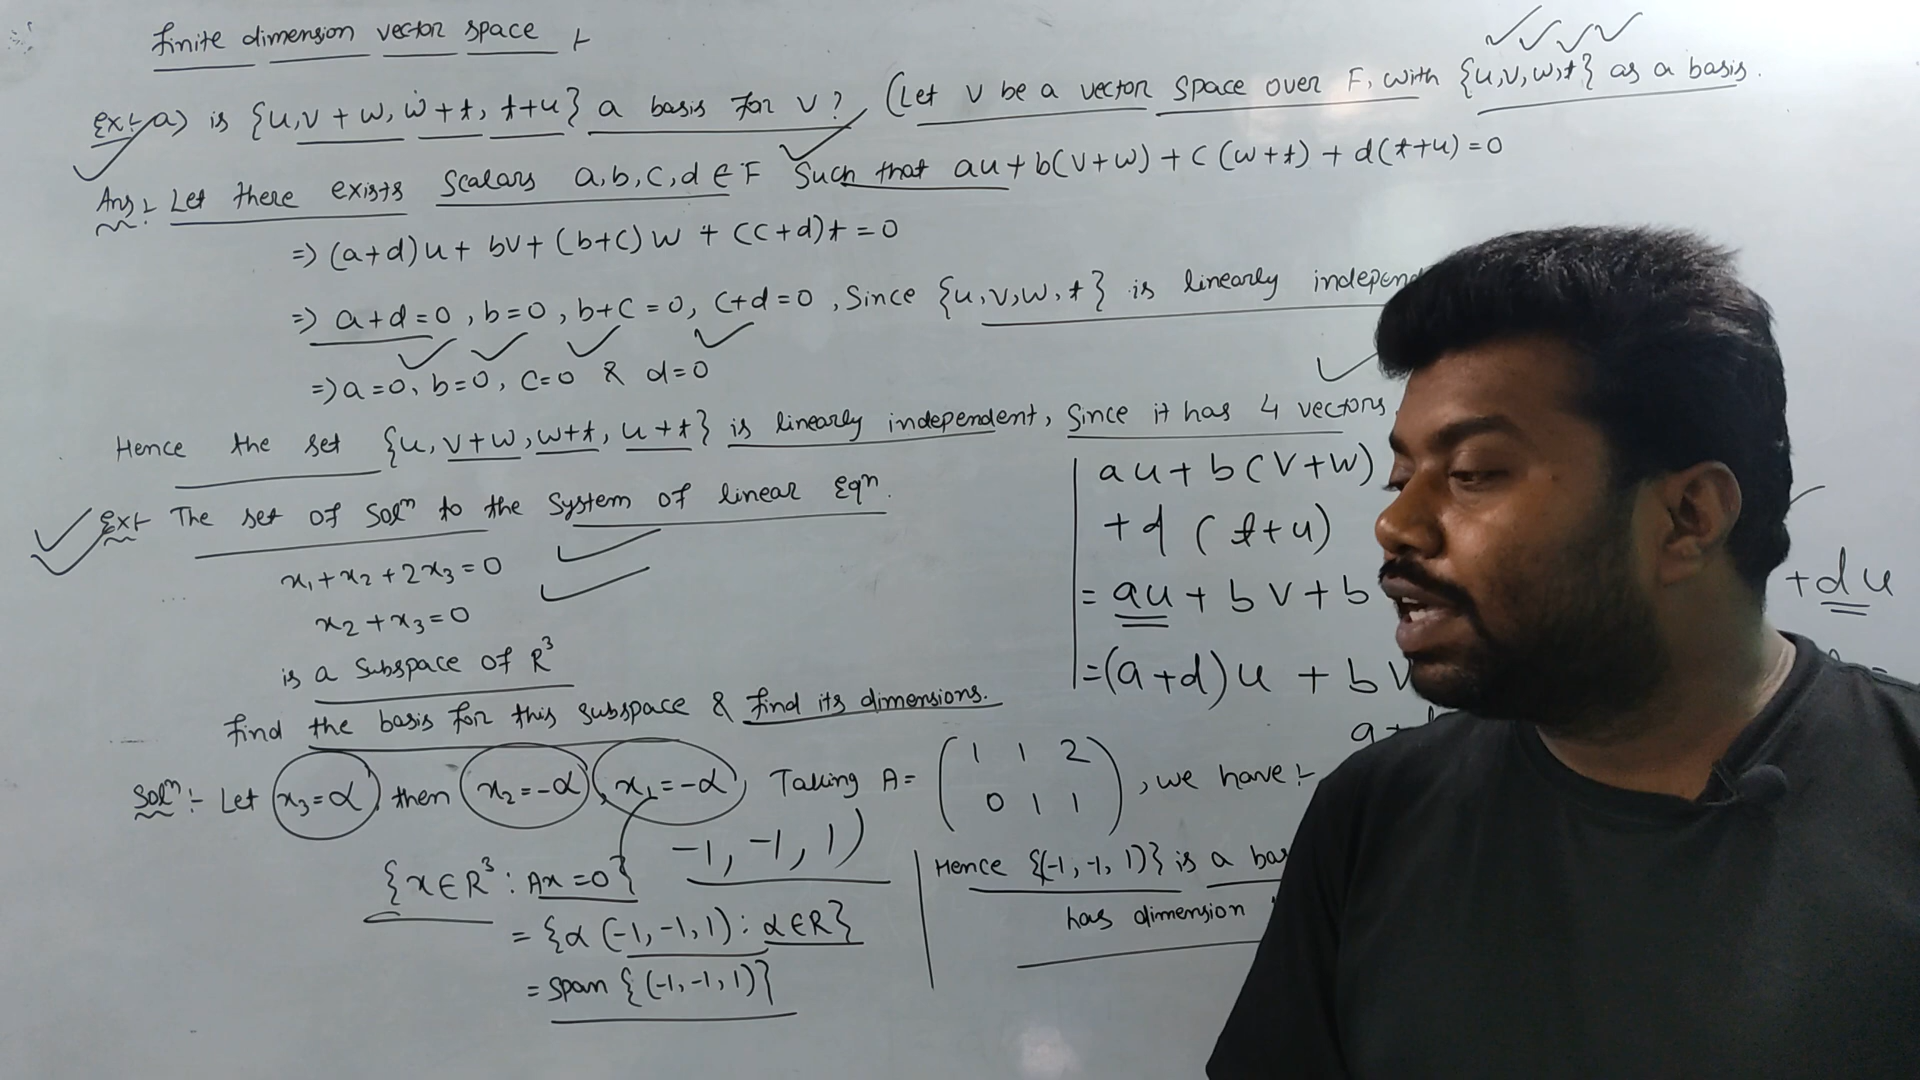 finite dimension vector space :-
Ex:- a) is {u, v + w, w + t, t + u} a basis for V? (Let V be a vector space over F, with {u, v, w, t} as a basis.
Ans:- Let there exists scalars a, b, c, d ∈ F Such that au + b(v+w) + c(w+t) + d(t+u) = 0
=> (a+d)u + bv + (b+c)w + (c+d)t = 0
=> a+d=0, b=0, b+c=0, c+d=0, Since {u, v, w, t} is linearly
=> a=0, b=0, c=0 & d=0
Hence the set {u, v+w, w+t, u+t} is linearly independent, Since it has 4 vectors
Ex:- The set of Solⁿ to the System of linear Eqⁿ.
x₁ + x₂ + 2x₃ = 0
x₂ + x₃ = 0
is a Subspace of R³
find the basis for this subspace & find its dimensions.
Solⁿ:- Let x₃ = α, then x₂ = -α, x₁ = -α, Taking A = ( 1 1 2
0 1 1 ), we have:-
-1, -1, 1)
{x ∈ R³ : Ax = 0}
= {α (-1, -1, 1) : α ∈ R}
= span {(-1, -1, 1)}
au + b(v+w)
+ d (t+u)
= au + bv + b + du
= (a+d)u + bv
a +
Hence {(-1, -1, 1)} is a
has dimension